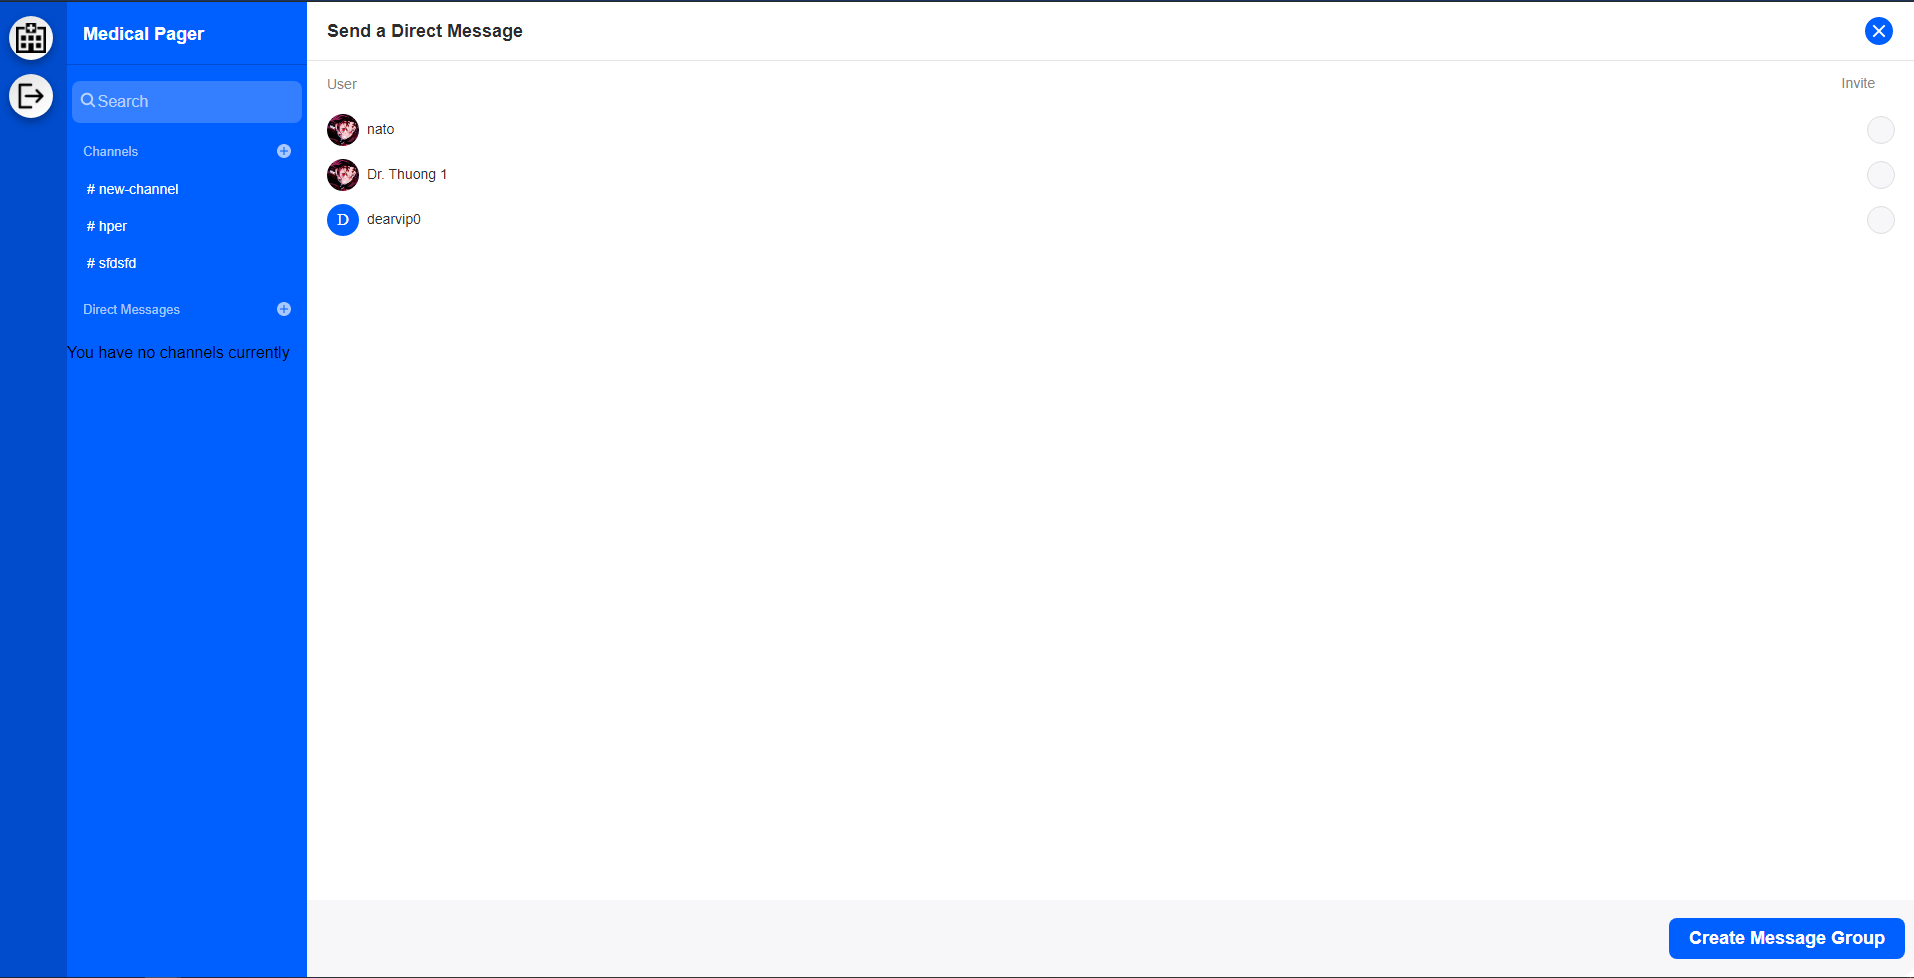 Medical Pager
Search
Channels
# new-channel
# hper
# sfdsfd
Direct Messages
You have no channels currently
Send a Direct Message
User
Invite
nato
Dr. Thuong 1
D
dearvip0
Create Message Group